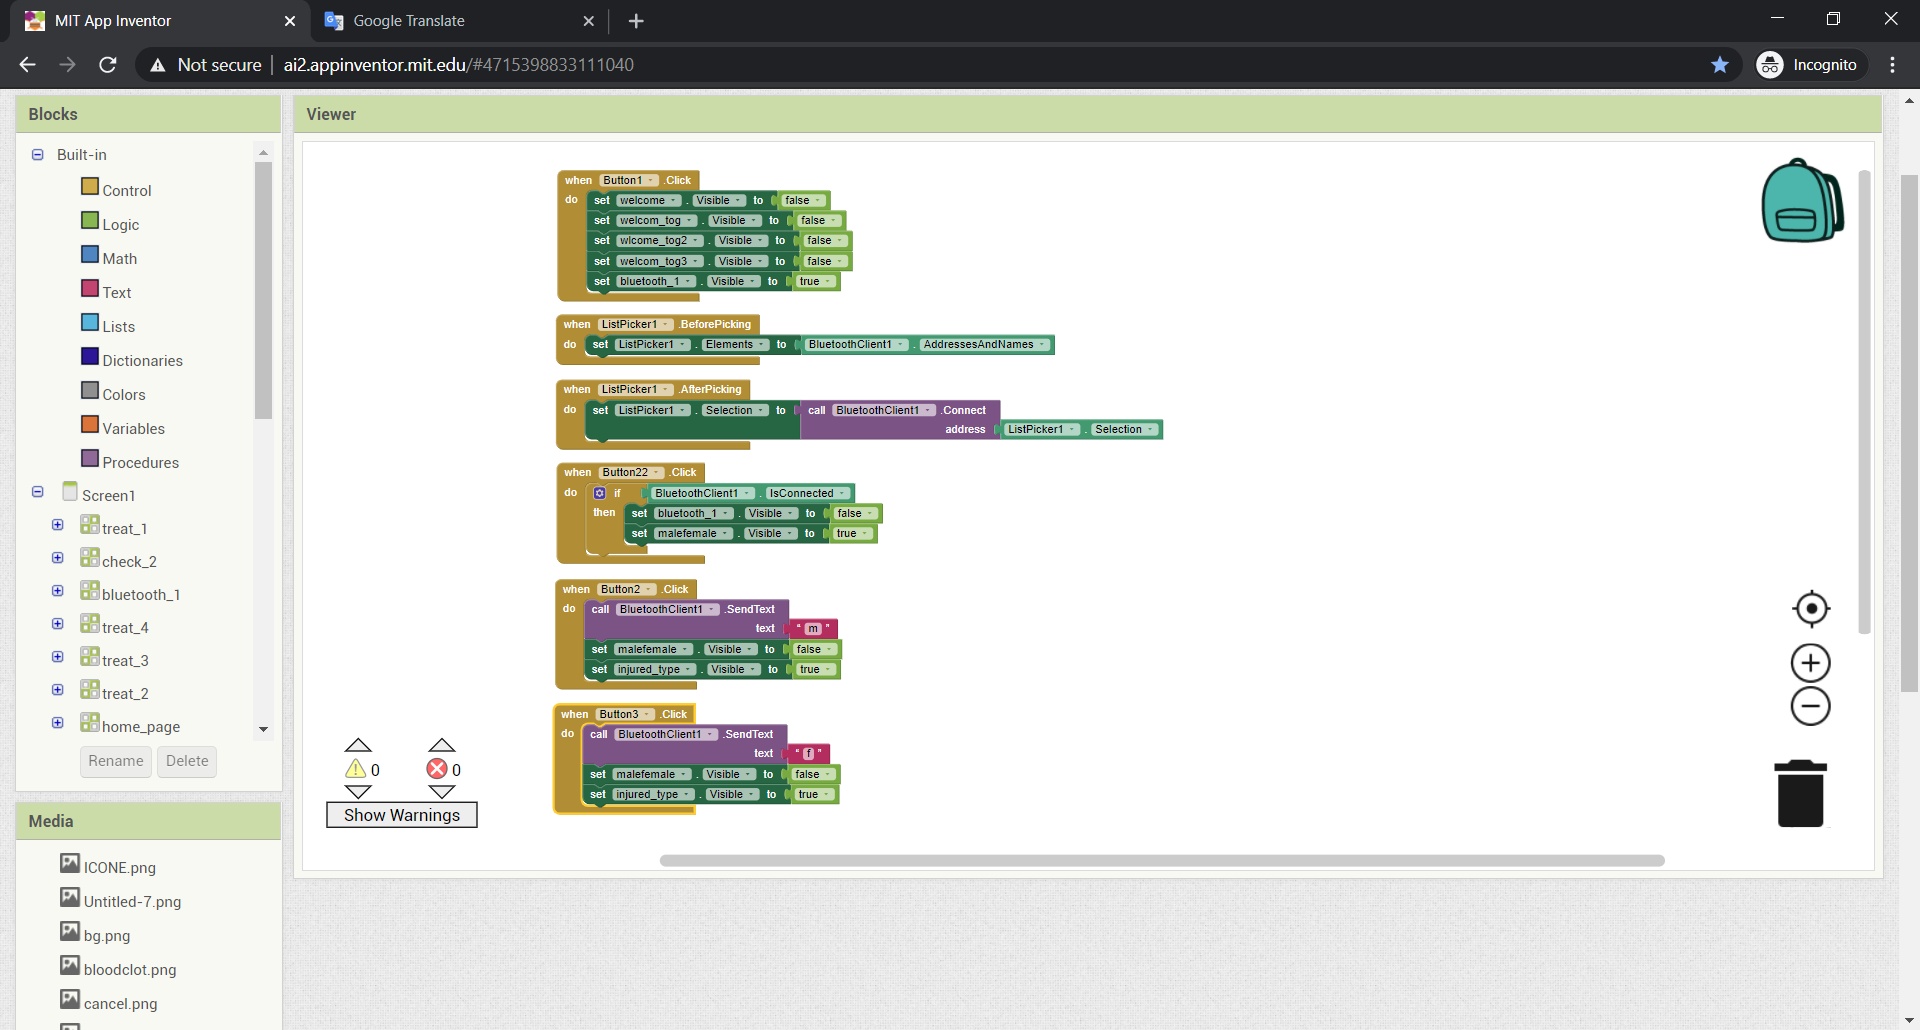 MIT App Inventor
Google Translate
Not secure
ai2.appinventor.mit.edu/#4715398833111040
Incognito
Blocks
Built-in
Control
Logic
Math
Text
Lists
Dictionaries
Colors
Variables
Procedures
Screen1
treat_1
check_2
bluetooth_1
treat_4
treat_3
treat_2
home_page
Rename Delete
Media
ICONE.png
Untitled-7.png
bg.png
bloodclot.png
cancel.png
Viewer
when Button1 .Click
do set welcome . Visible to false
set welcom_tog . Visible to false
set wlcome_tog2 . Visible to false
set welcom_tog3 . Visible to false
set bluetooth_1 . Visible to true
when ListPicker1 .BeforePicking
do set ListPicker1 . Elements to BluetoothClient1 . AddressesAndNames
when ListPicker1 .AfterPicking
do set ListPicker1 . Selection to call BluetoothClient1 .Connect
address ListPicker1 . Selection
when Button22 .Click
do if BluetoothClient1 . IsConnected
then set bluetooth_1 . Visible to false
set malefemale . Visible to true
when Button2 .Click
do call BluetoothClient1 .SendText
text " m "
set malefemale . Visible to false
set injured_type . Visible to true
when Button3 .Click
do call BluetoothClient1 .SendText
text " f "
set malefemale . Visible to false
set injured_type . Visible to true
0 0
Show Warnings